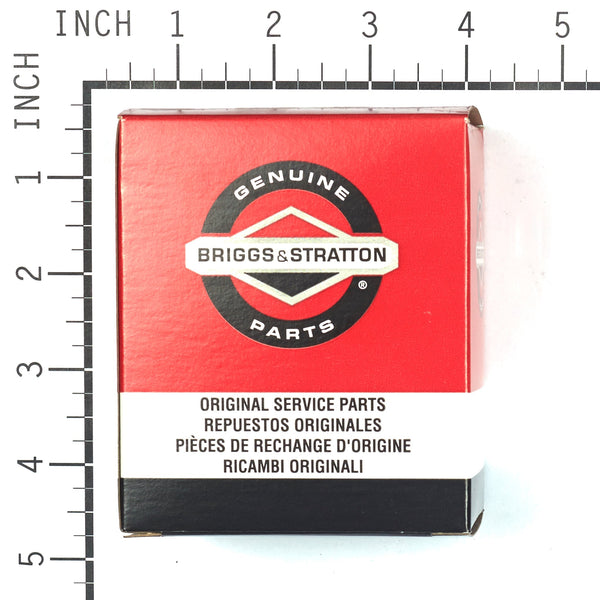 INCH 1 2 3 4 5
INCH
1
2
3
4
5
GENUINE
BRIGGS&STRATTON
®
PARTS
ORIGINAL SERVICE PARTS
REPUESTOS ORIGINALES
PIÈCES DE RECHANGE D'ORIGINE
RICAMBI ORIGINALI